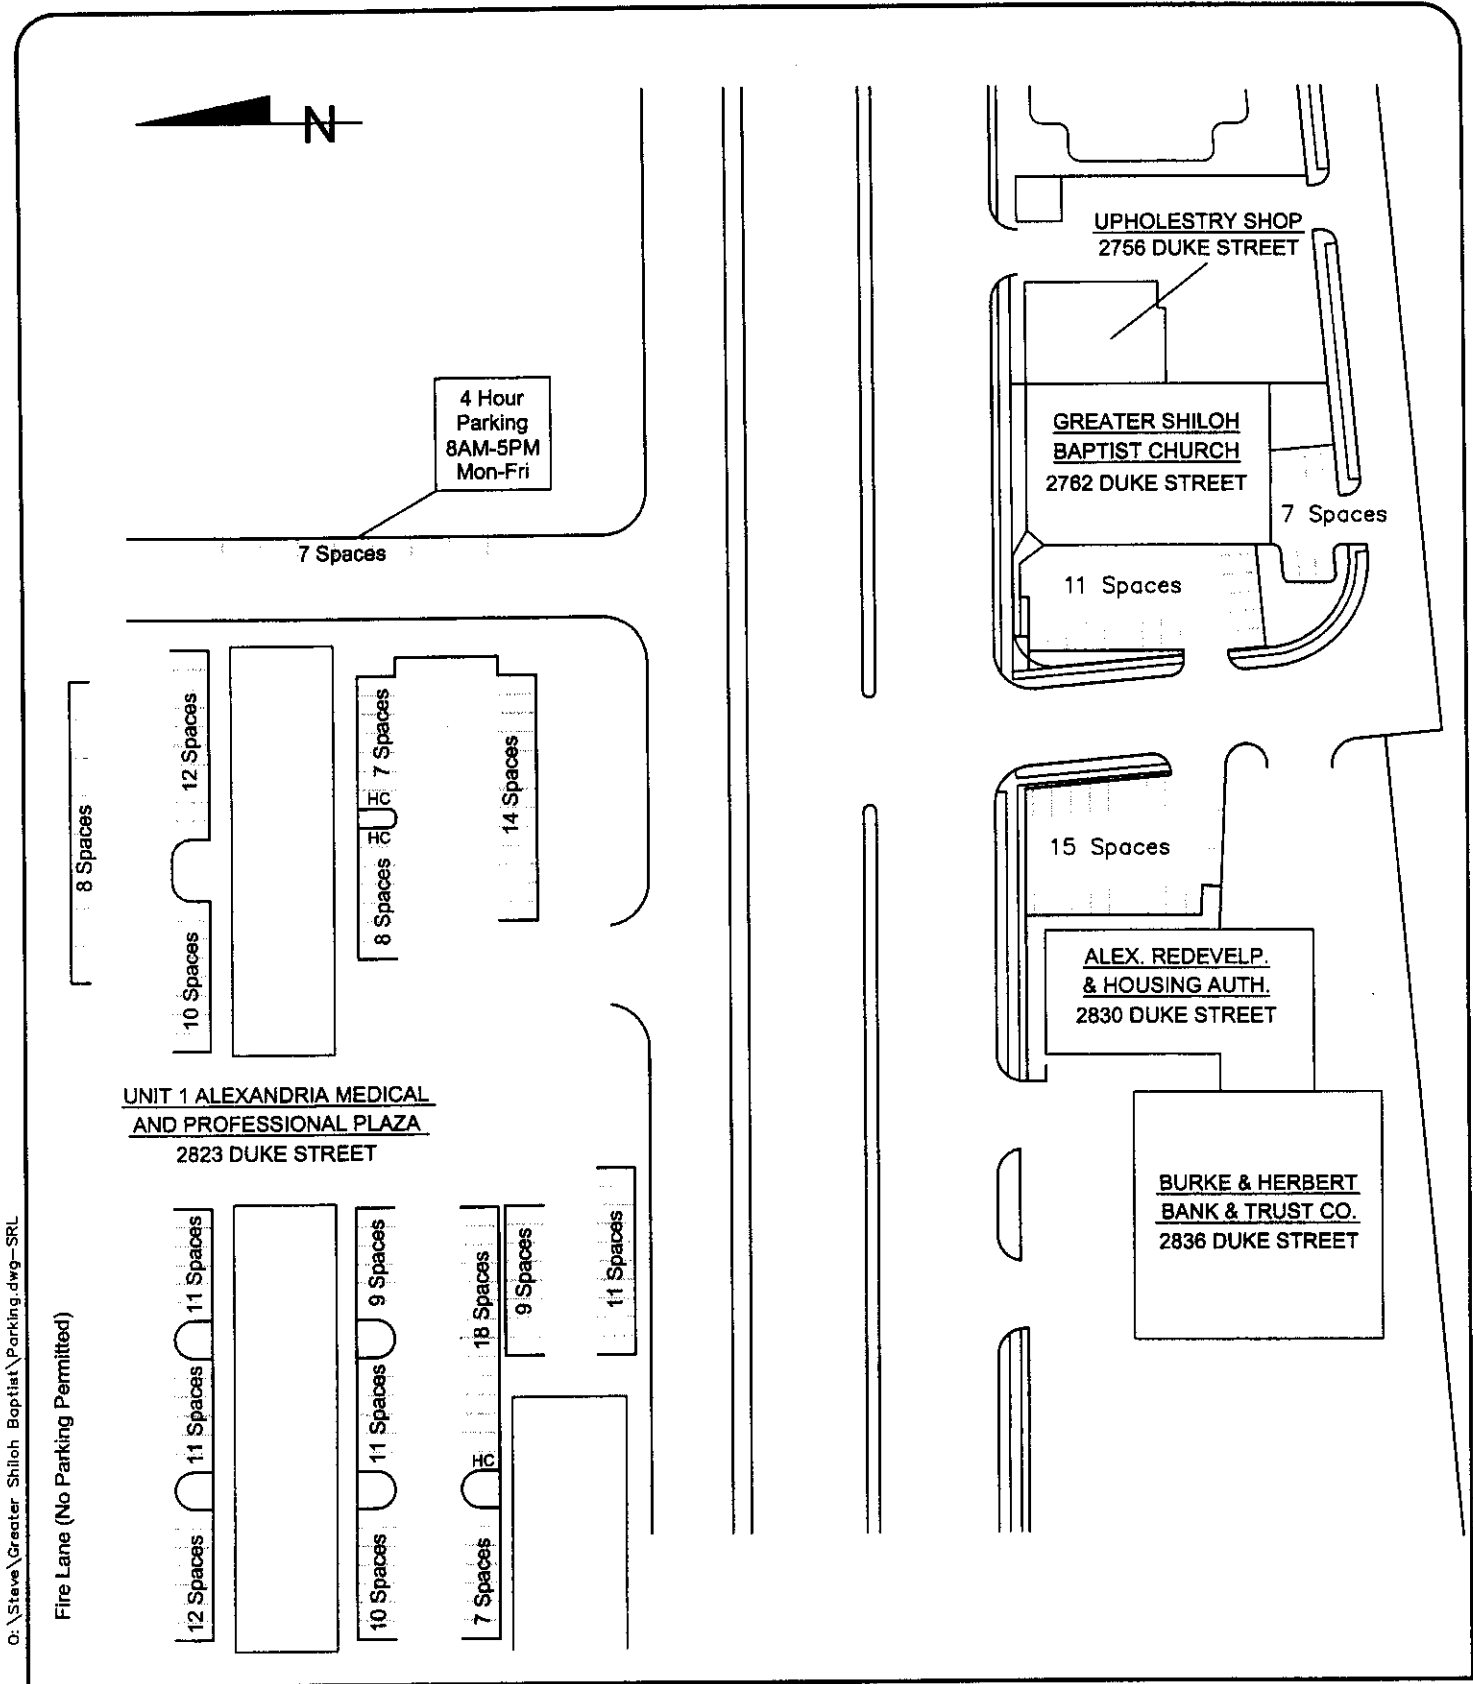 N
UPHOLESTRY SHOP
2756 DUKE STREET
4 Hour
Parking
8AM-5PM
Mon-Fri
7 Spaces
GREATER SHILOH
BAPTIST CHURCH
2762 DUKE STREET
7 Spaces
11 Spaces
8 Spaces
12 Spaces
10 Spaces
7 Spaces
HC
HC
8 Spaces
14 Spaces
15 Spaces
ALEX. REDEVELP.
& HOUSING AUTH.
2830 DUKE STREET
UNIT 1 ALEXANDRIA MEDICAL
AND PROFESSIONAL PLAZA
2823 DUKE STREET
BURKE & HERBERT
BANK & TRUST CO.
2836 DUKE STREET
11 Spaces
11 Spaces
12 Spaces
9 Spaces
11 Spaces
10 Spaces
18 Spaces
HC
7 Spaces
9 Spaces
11 Spaces
Fire Lane (No Parking Permitted)
O:\Steve\Greater Shiloh Baptist\Parking.dwg-SRL